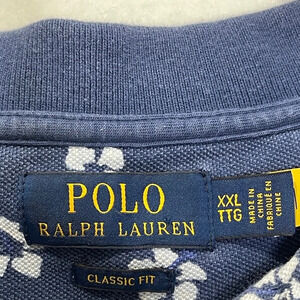 POLO
RALPH LAUREN
XXL
TTG
MADE IN
CHINA
FABRIQUÉ EN
CHINE
CLASSIC FIT